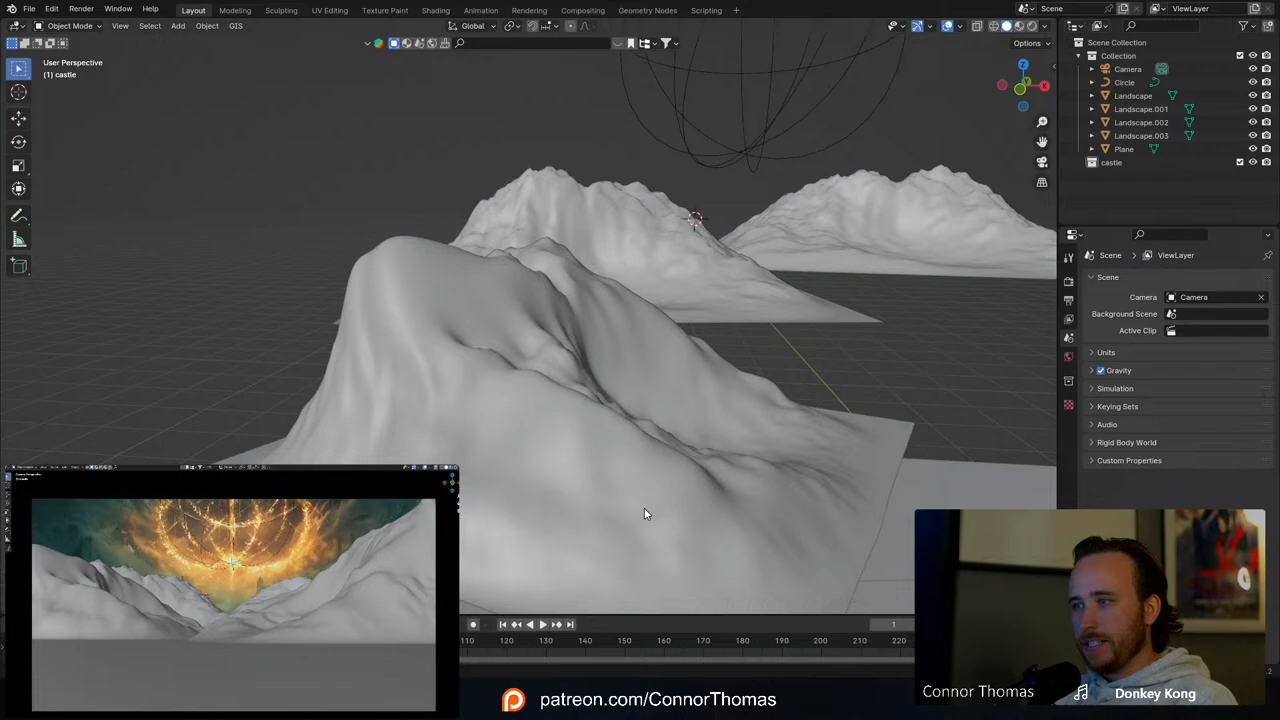 File Edit Render Window Help Layout Modeling Sculpting UV Editing Texture Paint Shading Animation Rendering Compositing Geometry Nodes Scripting Scene ViewLayer
Object Mode View Select Add Object GIS Global
Options
User Perspective
(1) castle
Z
X
Scene Collection
Collection
Camera
Circle
Landscape
Landscape.001
Landscape.002
Landscape.003
Plane
castle
Scene ViewLayer
Scene
Camera Camera
Background Scene
Active Clip
Units
Gravity
Simulation
Keying Sets
Audio
Rigid Body World
Custom Properties
1
110 120 130 140 150 160 170 180 190 200 210 220
patreon.com/ConnorThomas
Connor Thomas
Donkey Kong